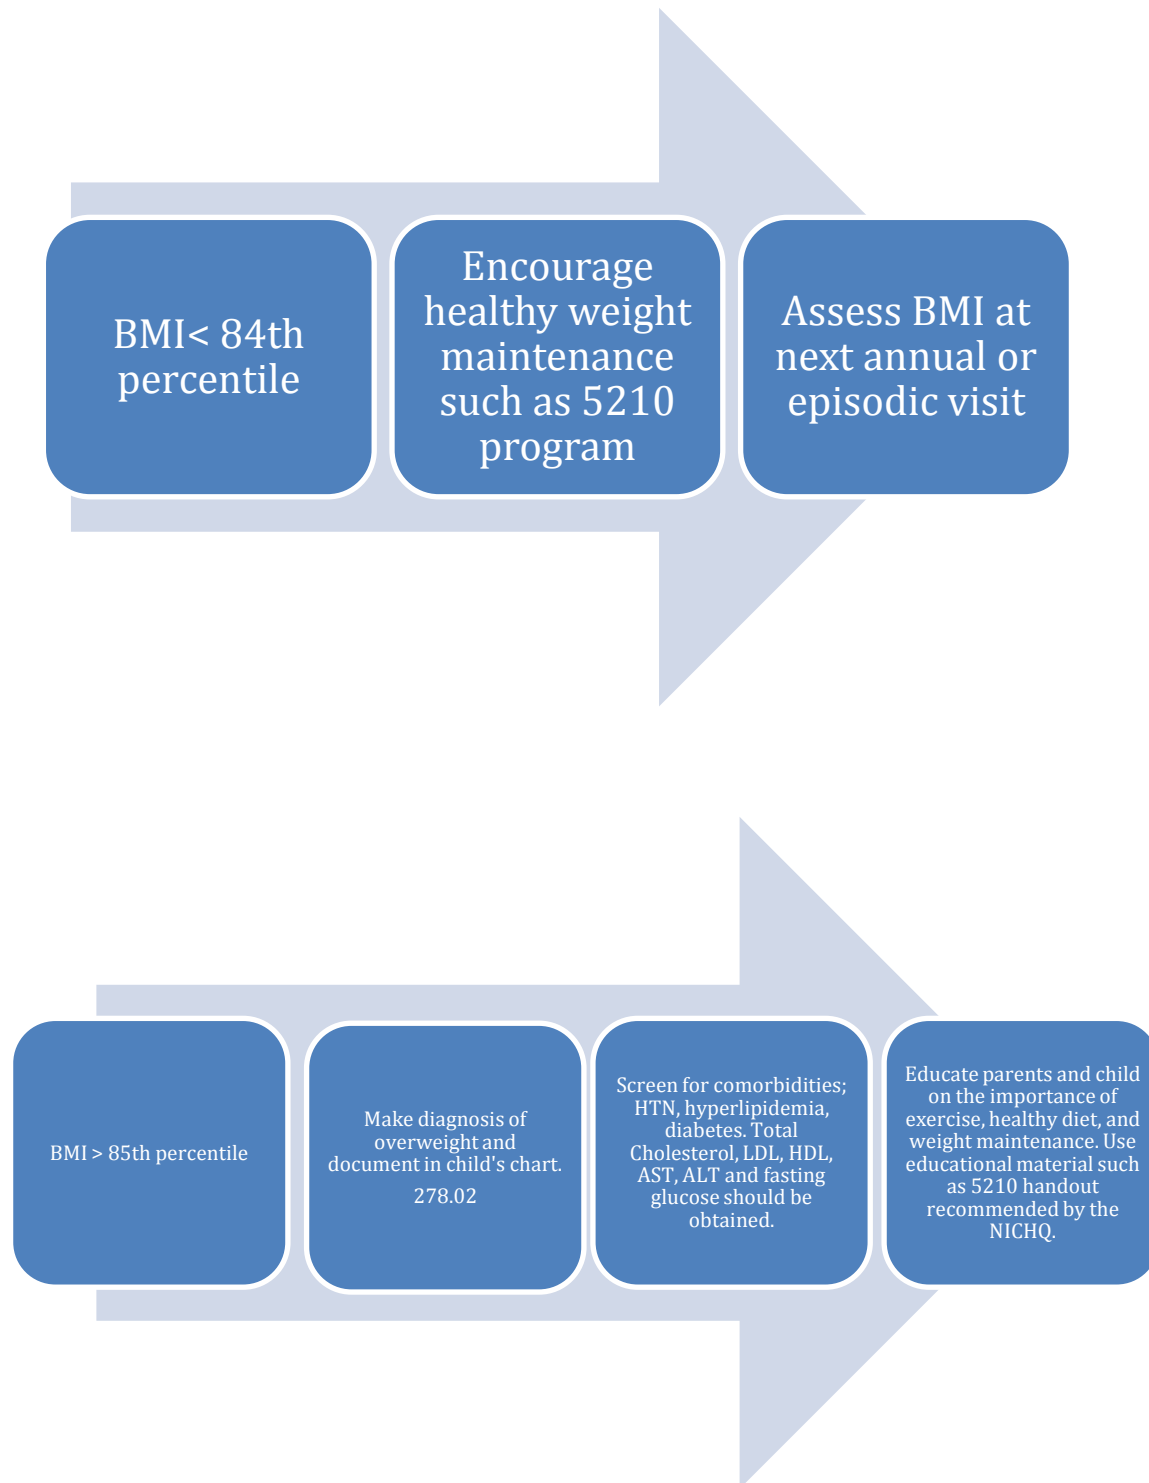 BMI< 84th
percentile
Encourage
healthy weight
maintenance
such as 5210
program
Assess BMI at
next annual or
episodic visit
BMI > 85th percentile
Make diagnosis of
overweight and
document in child's chart.
278.02
Screen for comorbidities;
HTN, hyperlipidemia,
diabetes. Total
Cholesterol, LDL, HDL,
AST, ALT and fasting
glucose should be
obtained.
Educate parents and child
on the importance of
exercise, healthy diet, and
weight maintenance. Use
educational material such
as 5210 handout
recommended by the
NICHQ.